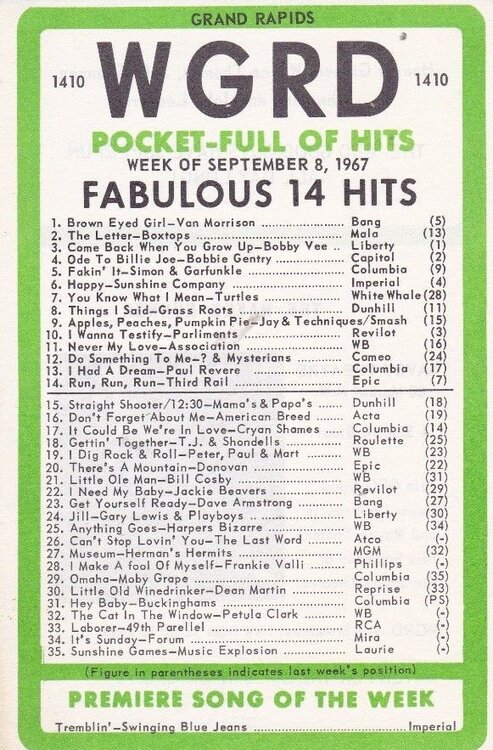 GRAND RAPIDS
1410 WGRD 1410
POCKET-FULL OF HITS
WEEK OF SEPTEMBER 8, 1967
FABULOUS 14 HITS
1. Brown Eyed Girl—Van Morrison .......... Bang (5)
2. The Letter—Boxtops .......... Mala (13)
3. Come Back When You Grow Up—Bobby Vee .. Liberty (1)
4. Ode To Billie Joe—Bobbie Gentry .......... Capitol (2)
5. Fakin' It—Simon & Garfunkle .......... Columbia (9)
6. Happy—Sunshine Company .......... Imperial (4)
7. You Know What I Mean—Turtles .......... White Whale (28)
8. Things I Said—Grass Roots .......... Dunhill (11)
9. Apples, Peaches, Pumpkin Pie—Jay & Techniques/Smash (15)
10. I Wanna Testify—Parliments .......... Revilot (3)
11. Never My Love—Association .......... WB (16)
12. Do Something To Me—? & Mysterians .......... Cameo (24)
13. I Had A Dream—Paul Revere .......... Columbia (17)
14. Run, Run, Run—Third Rail .......... Epic (7)
15. Straight Shooter/12:30—Mama's & Papa's .......... Dunhill (18)
16. Don't Forget About Me—American Breed .......... Acta (19)
17. It Could Be We're In Love—Cryan Shames .... Columbia (14)
18. Gettin' Together—T.J. & Shondells .......... Roulette (25)
19. I Dig Rock & Roll—Peter, Paul & Mart .......... WB (23)
20. There's A Mountain—Donovan .......... Epic (22)
21. Little Ole Man—Bill Cosby .......... WB (31)
22. I Need My Baby—Jackie Beavers .......... Revilot (29)
23. Get Yourself Ready—Dave Armstrong .......... Bang (27)
24. Jill—Gary Lewis & Playboys .......... Liberty (30)
25. Anything Goes—Harpers Bizarre .......... WB (34)
26. Can't Stop Lovin' You—The Last Word .......... Atco (-)
27. Museum—Herman's Hermits .......... MGM (32)
28. I Make A fool Of Myself—Frankie Valli .......... Phillips (-)
29. Omaha—Moby Grape .......... Columbia (35)
30. Little Old Winedrinker—Dean Martin .......... Reprise (33)
31. Hey Baby—Buckinghams .......... Columbia (PS)
32. The Cat In The Window—Petula Clark .......... WB (-)
33. Laborer—49th Parellel .......... RCA (-)
34. It's Sunday—Forum .......... Mira (-)
35. Sunshine Games—Music Explosion .......... Laurie (-)
(Figure in parentheses indicates last week's position)
PREMIERE SONG OF THE WEEK
Tremblin'—Swinging Blue Jeans .......... Imperial